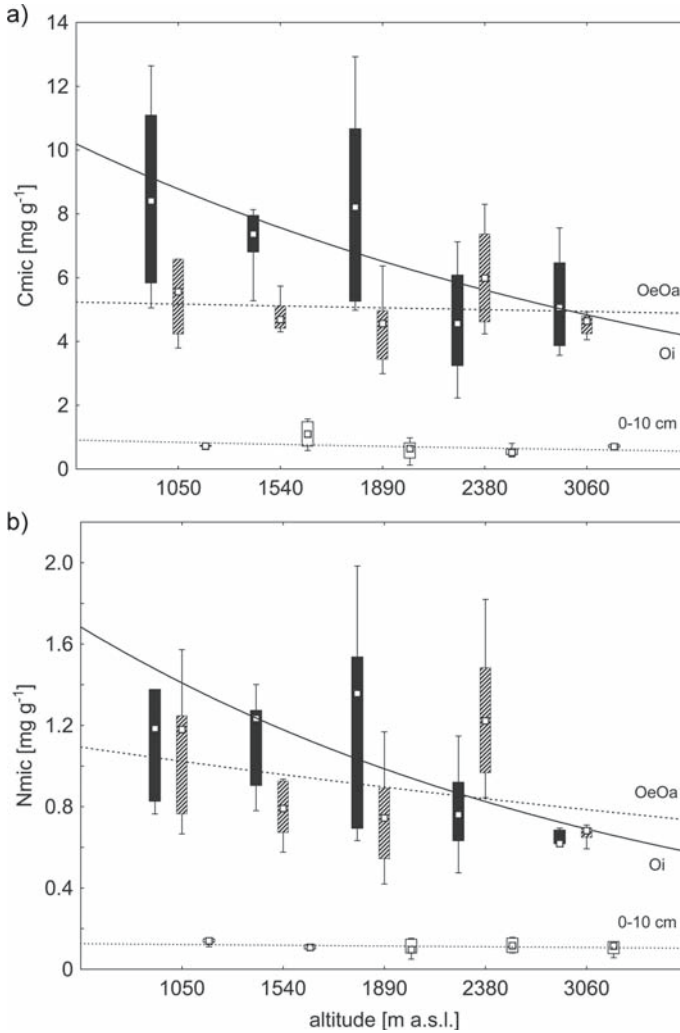 a)
14
12
10
8
6
4
2
0
Cmic [mg g⁻¹]
OeOa
Oi
0-10 cm
1050 1540 1890 2380 3060
b)
2.0
1.6
1.2
0.8
0.4
0
Nmic [mg g⁻¹]
OeOa
Oi
0-10 cm
1050 1540 1890 2380 3060
altitude [m a.s.l.]